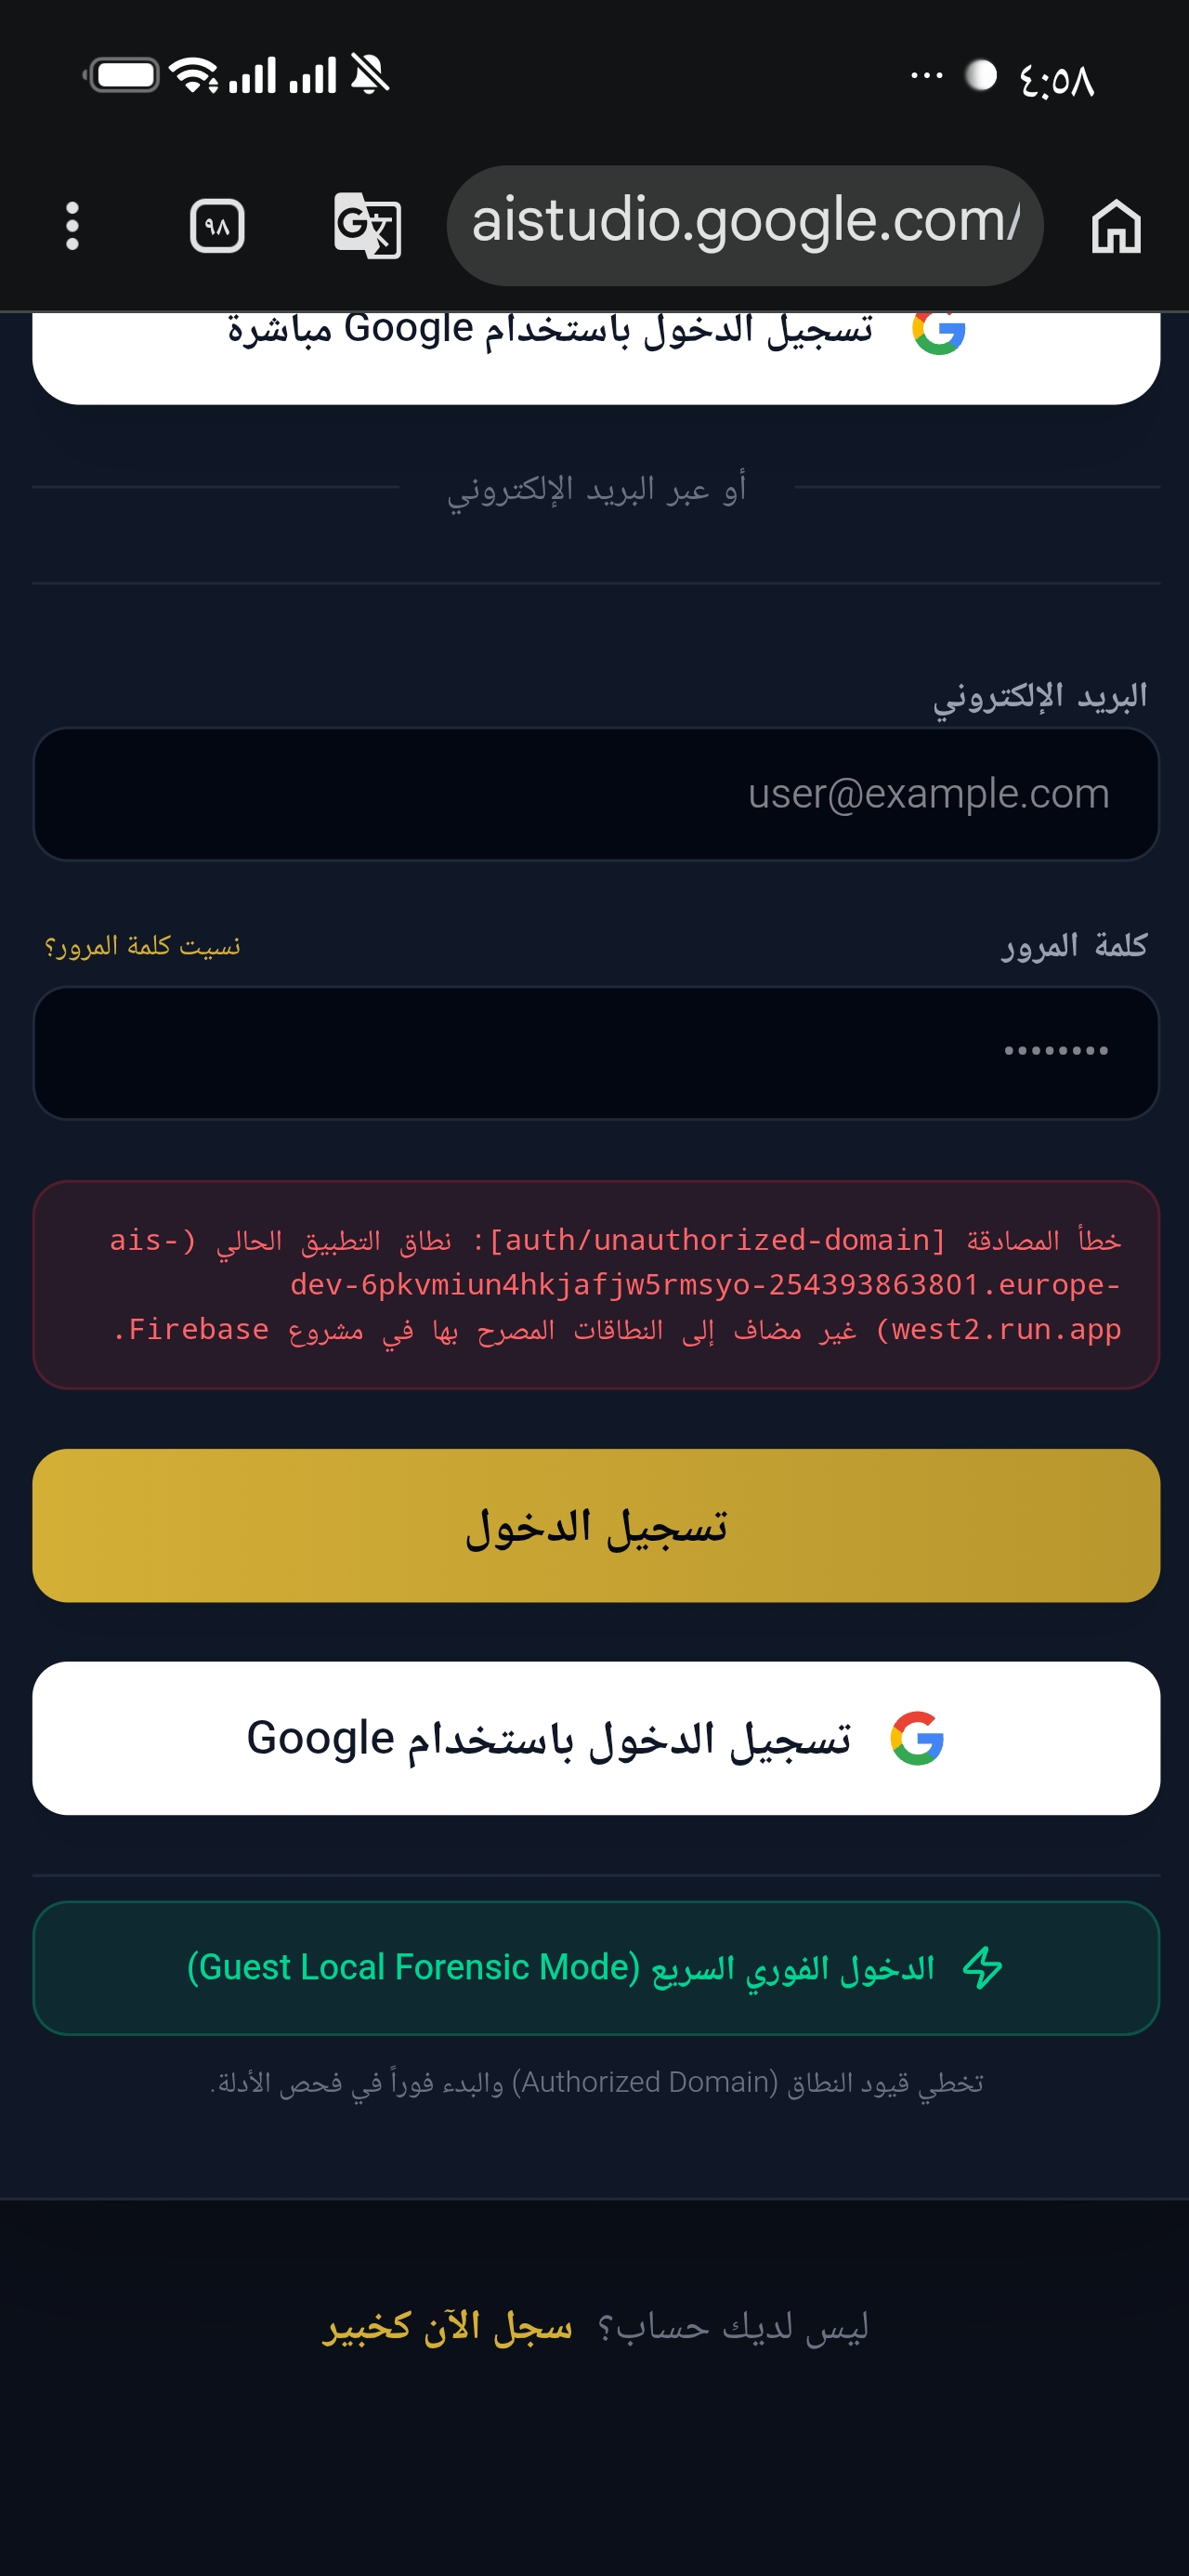 ٤:٥٨
aistudio.google.com/
٩٨
تسجيل الدخول باستخدام Google مباشرة
أو عبر البريد الإلكتروني
البريد الإلكتروني
user@example.com
كلمة المرور
نسيت كلمة المرور؟
خطأ المصادقة [auth/unauthorized-domain]: نطاق التطبيق الحالي (ais-
dev-6pkvmiun4hkjafjw5rmsyo-254393863801.europe-
west2.run.app) غير مضاف إلى النطاقات المصرح بها في مشروع Firebase.
تسجيل الدخول
تسجيل الدخول باستخدام Google
الدخول الفوري السريع (Guest Local Forensic Mode)
تخطي قيود النطاق (Authorized Domain) والبدء فوراً في فحص الأدلة.
ليس لديك حساب؟ سجل الآن كخبير